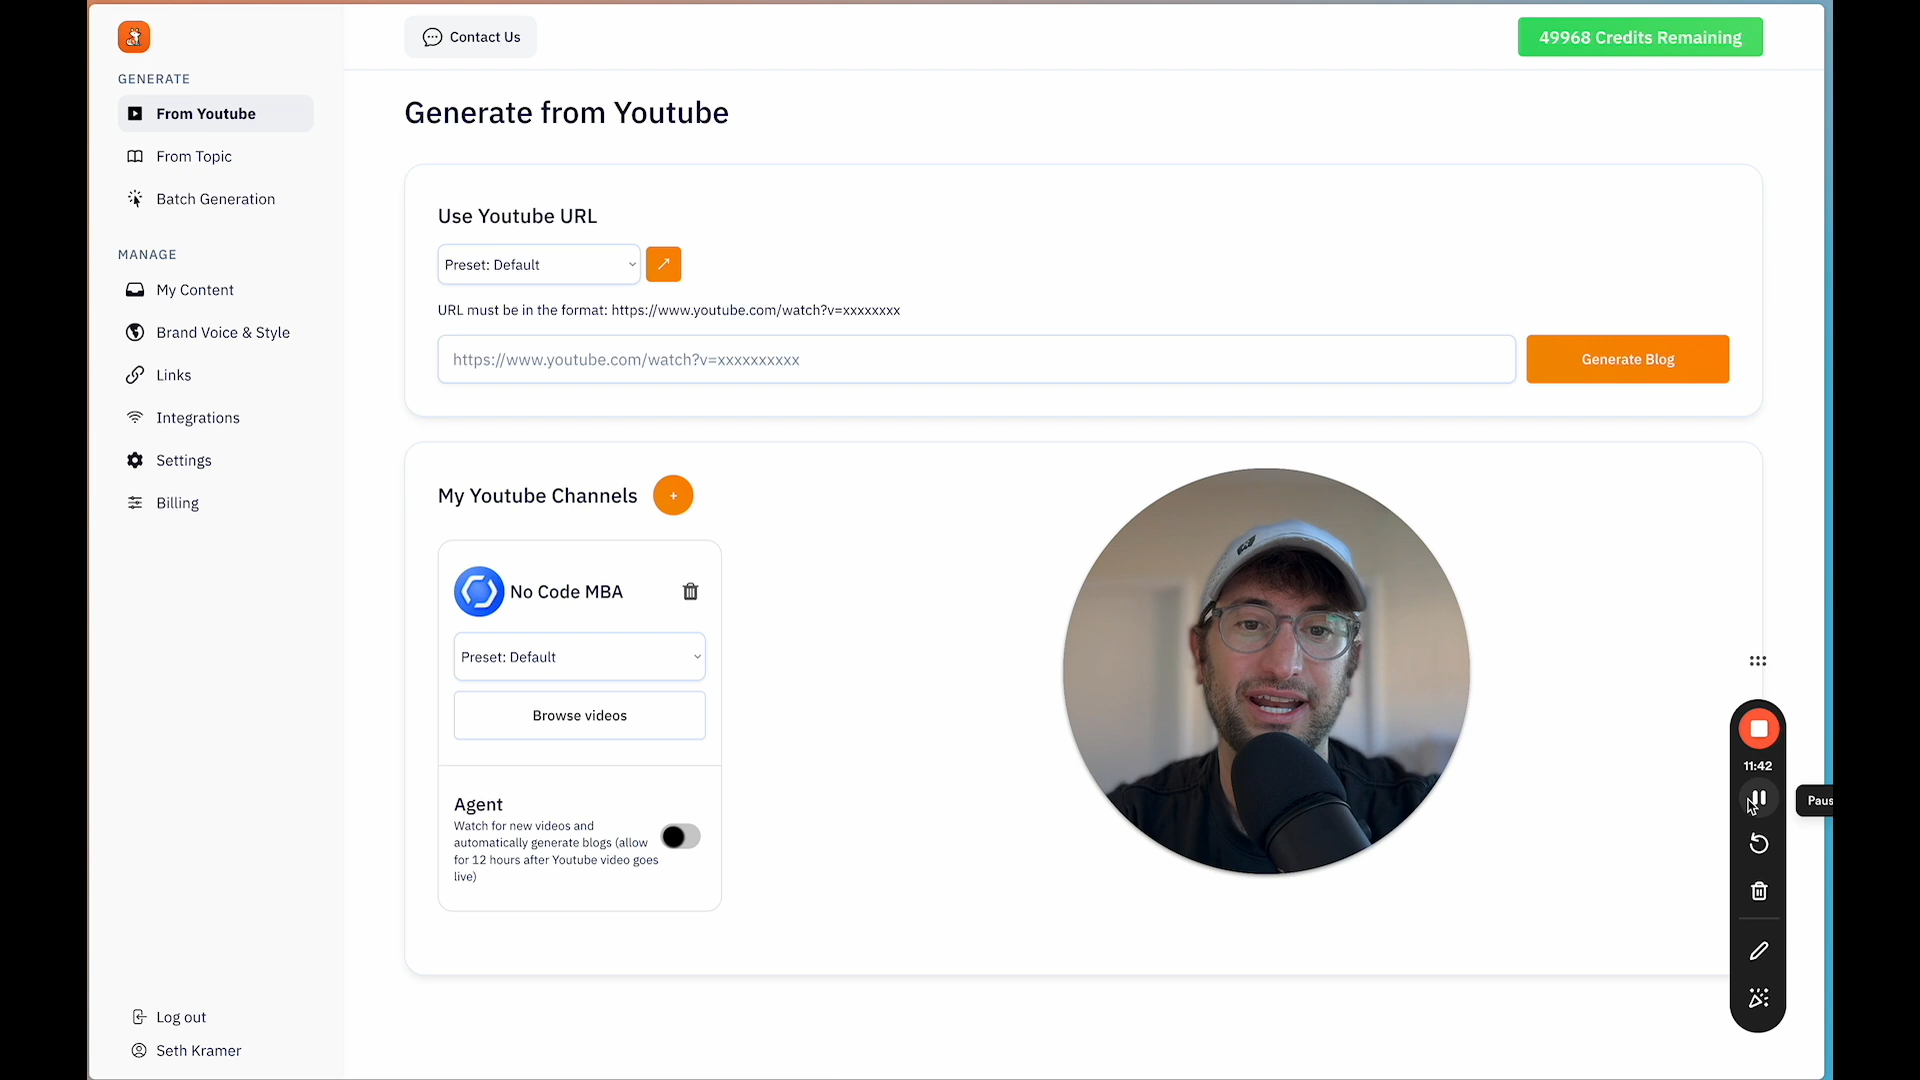 Contact Us
49968 Credits Remaining
GENERATE
From Youtube
From Topic
Batch Generation
MANAGE
My Content
Brand Voice & Style
Links
Integrations
Settings
Billing
Log out
Seth Kramer
Generate from Youtube
Use Youtube URL
Preset: Default
URL must be in the format: https://www.youtube.com/watch?v=xxxxxxxx
https://www.youtube.com/watch?v=xxxxxxxxxx
Generate Blog
My Youtube Channels
+
No Code MBA
Preset: Default
Browse videos
Agent
Watch for new videos and
automatically generate blogs (allow
for 12 hours after Youtube video goes
live)
11:42
Paus